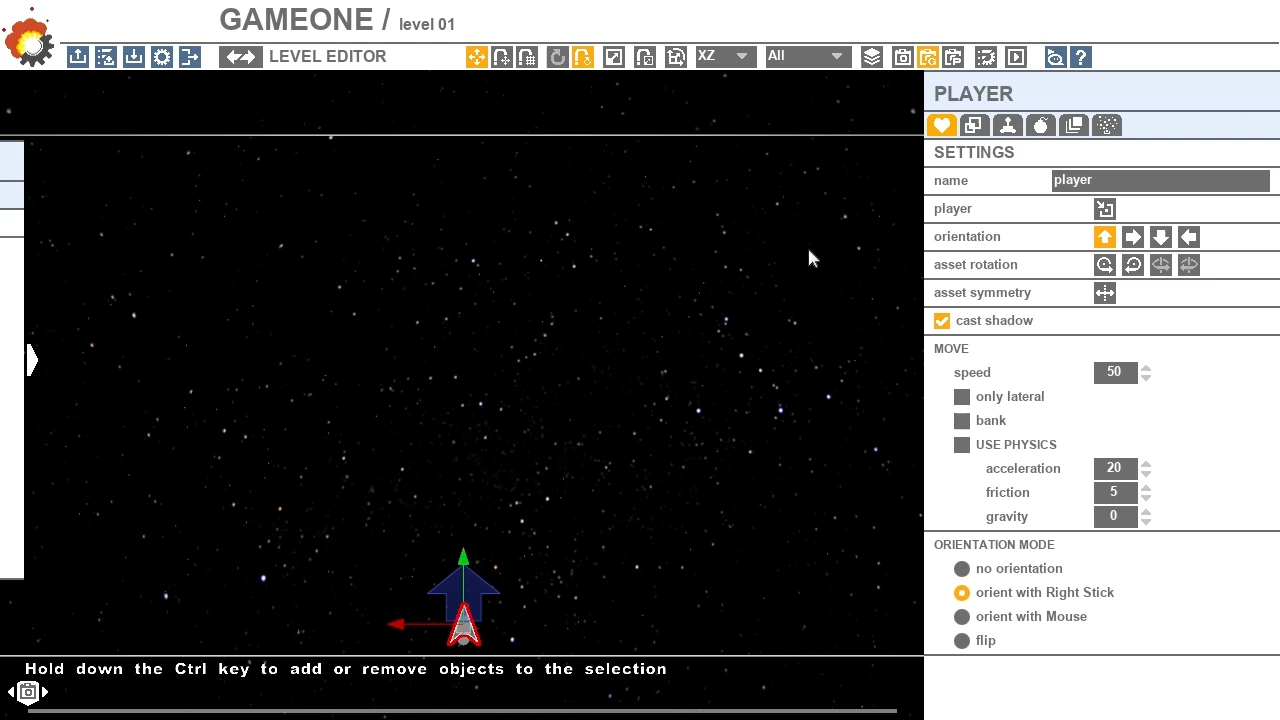 GAMEONE / level 01
LEVEL EDITOR
XZ
All
?
PLAYER
SETTINGS
name player
player
orientation
asset rotation
asset symmetry
cast shadow
MOVE
speed 50
only lateral
bank
USE PHYSICS
acceleration 20
friction 5
gravity 0
ORIENTATION MODE
no orientation
orient with Right Stick
orient with Mouse
flip
Hold down the Ctrl key to add or remove objects to the selection